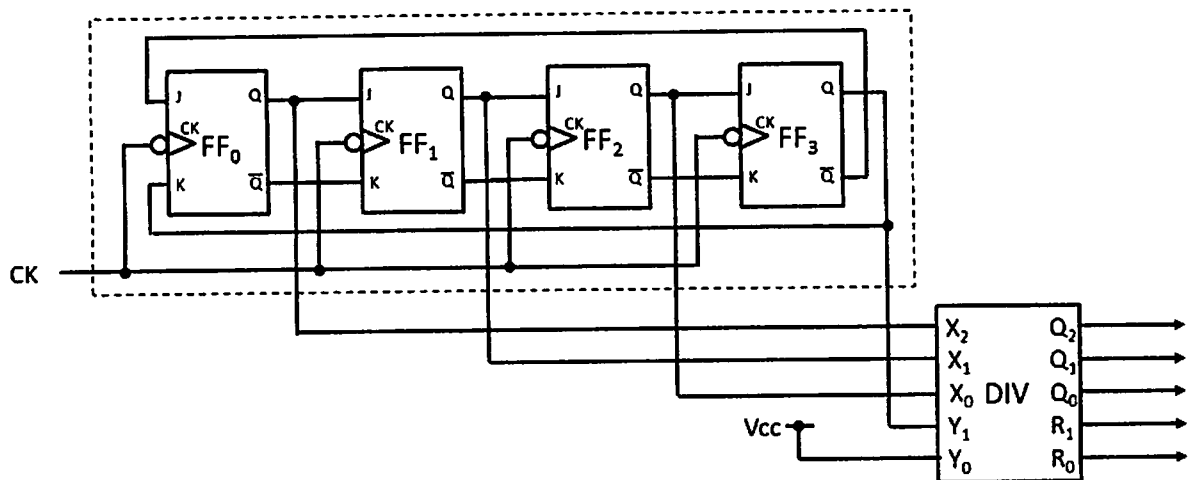 J Q J Q J Q J Q
CK FF₀ CK FF₁ CK FF₂ CK FF₃
K Q̅ K Q̅ K Q̅ K Q̅
CK
X₂ Q₂
X₁ Q₁
X₀ DIV Q₀
Vcc Y₁ R₁
Y₀ R₀